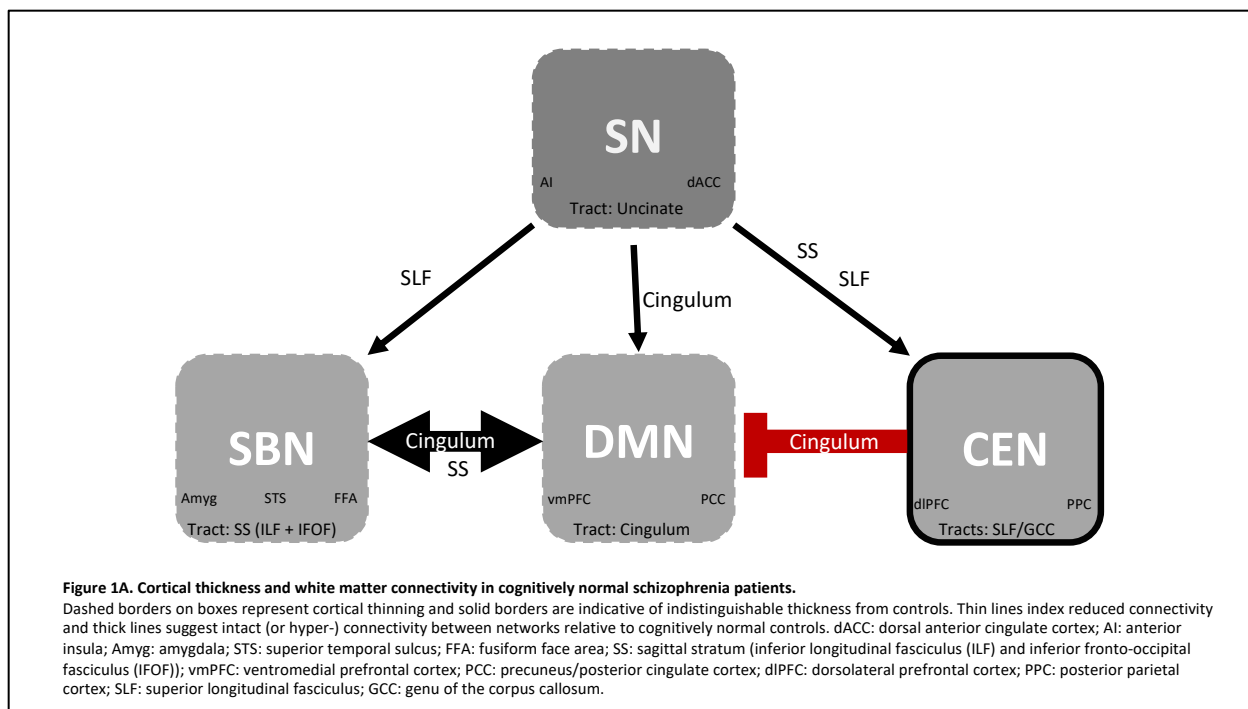 SN
AI dACC
Tract: Uncinate
SLF
Cingulum
SS
SLF
SBN
Amyg STS FFA
Tract: SS (ILF + IFOF)
Cingulum
SS
DMN
vmPFC PCC
Tract: Cingulum
Cingulum
CEN
dlPFC PPC
Tracts: SLF/GCC
Figure 1A. Cortical thickness and white matter connectivity in cognitively normal schizophrenia patients.
Dashed borders on boxes represent cortical thinning and solid borders are indicative of indistinguishable thickness from controls. Thin lines index reduced connectivity
and thick lines suggest intact (or hyper-) connectivity between networks relative to cognitively normal controls. dACC: dorsal anterior cingulate cortex; AI: anterior
insula; Amyg: amygdala; STS: superior temporal sulcus; FFA: fusiform face area; SS: sagittal stratum (inferior longitudinal fasciculus (ILF) and inferior fronto-occipital
fasciculus (IFOF)); vmPFC: ventromedial prefrontal cortex; PCC: precuneus/posterior cingulate cortex; dlPFC: dorsolateral prefrontal cortex; PPC: posterior parietal
cortex; SLF: superior longitudinal fasciculus; GCC: genu of the corpus callosum.